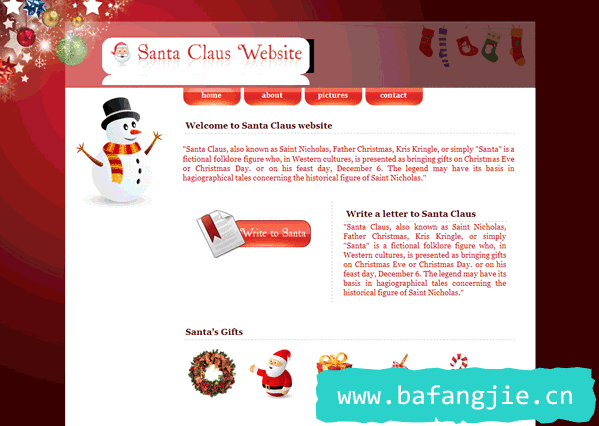 Santa Claus Website
home about pictures contact
Welcome to Santa Claus website
"Santa Claus, also known as Saint Nicholas, Father Christmas, Kris Kringle, or simply "Santa" is a
fictional folklore figure who, in Western cultures, is presented as bringing gifts on Christmas Eve
or Christmas Day. or on his feast day, December 6. The legend may have its basis in
hagiographical tales concerning the historical figure of Saint Nicholas."
Write to Santa
Write a letter to Santa Claus
"Santa Claus, also known as Saint Nicholas,
Father Christmas, Kris Kringle, or simply
"Santa" is a fictional folklore figure who, in
Western cultures, is presented as bringing gifts
on Christmas Eve or Christmas Day. or on his
feast day, December 6. The legend may have its
basis in hagiographical tales concerning the
historical figure of Saint Nicholas."
Santa's Gifts
www.bafangjie.cn